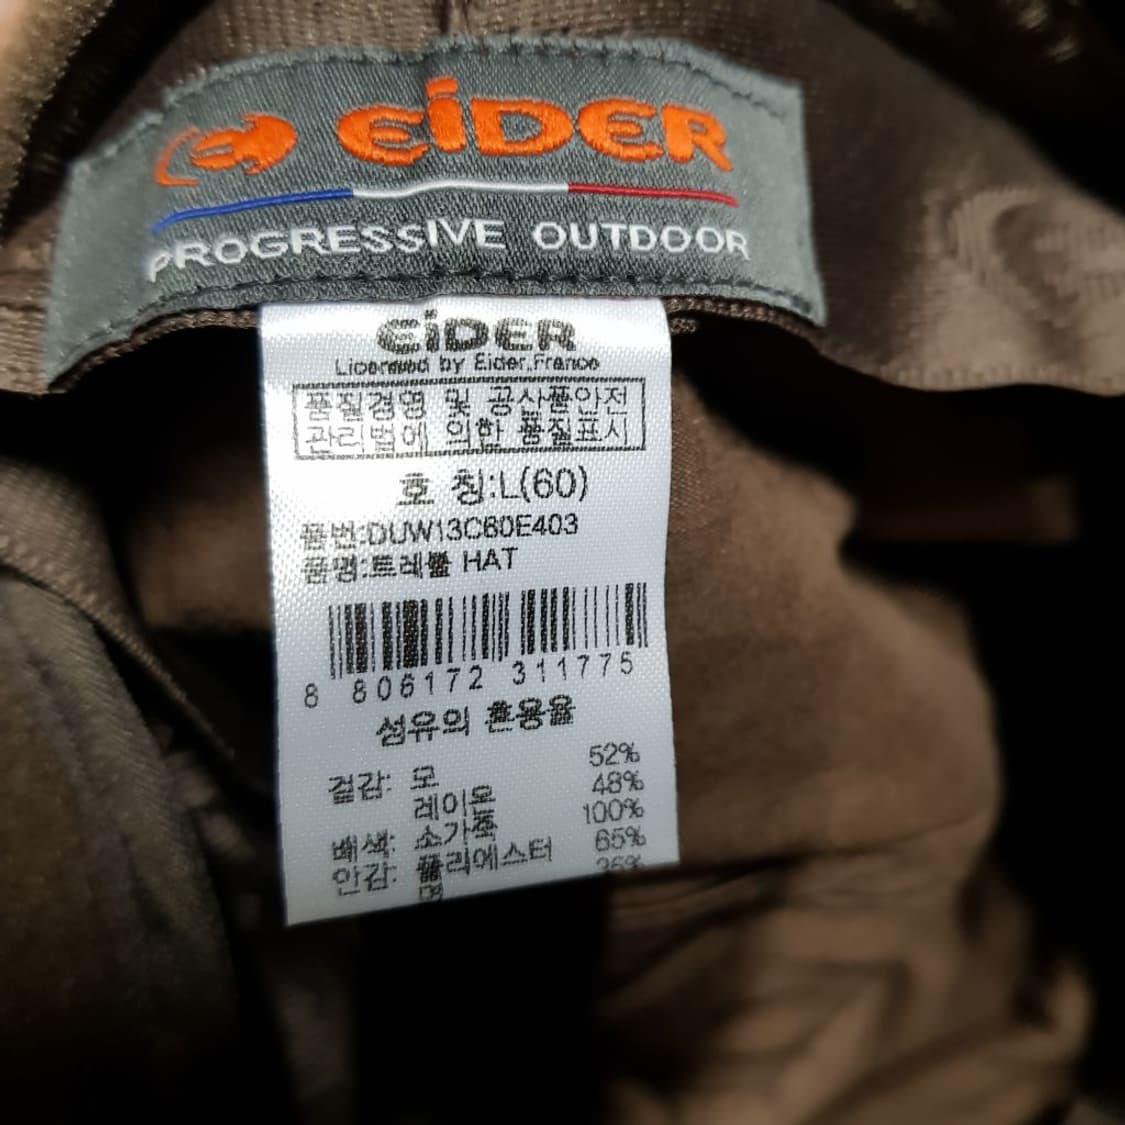 EiDER
PROGRESSIVE OUTDOOR
EiDER
Licensed by Eider,France
품질경영 및 공산품안전
관리법에 의한 품질표시
호 칭:L(60)
품번:DUW13C60E403
품명:트레블 HAT
8 806172 311775
섬유의 혼용율
겉감: 모 52%
레이온 48%
배색: 소가죽 100%
안감: 폴리에스터 65%